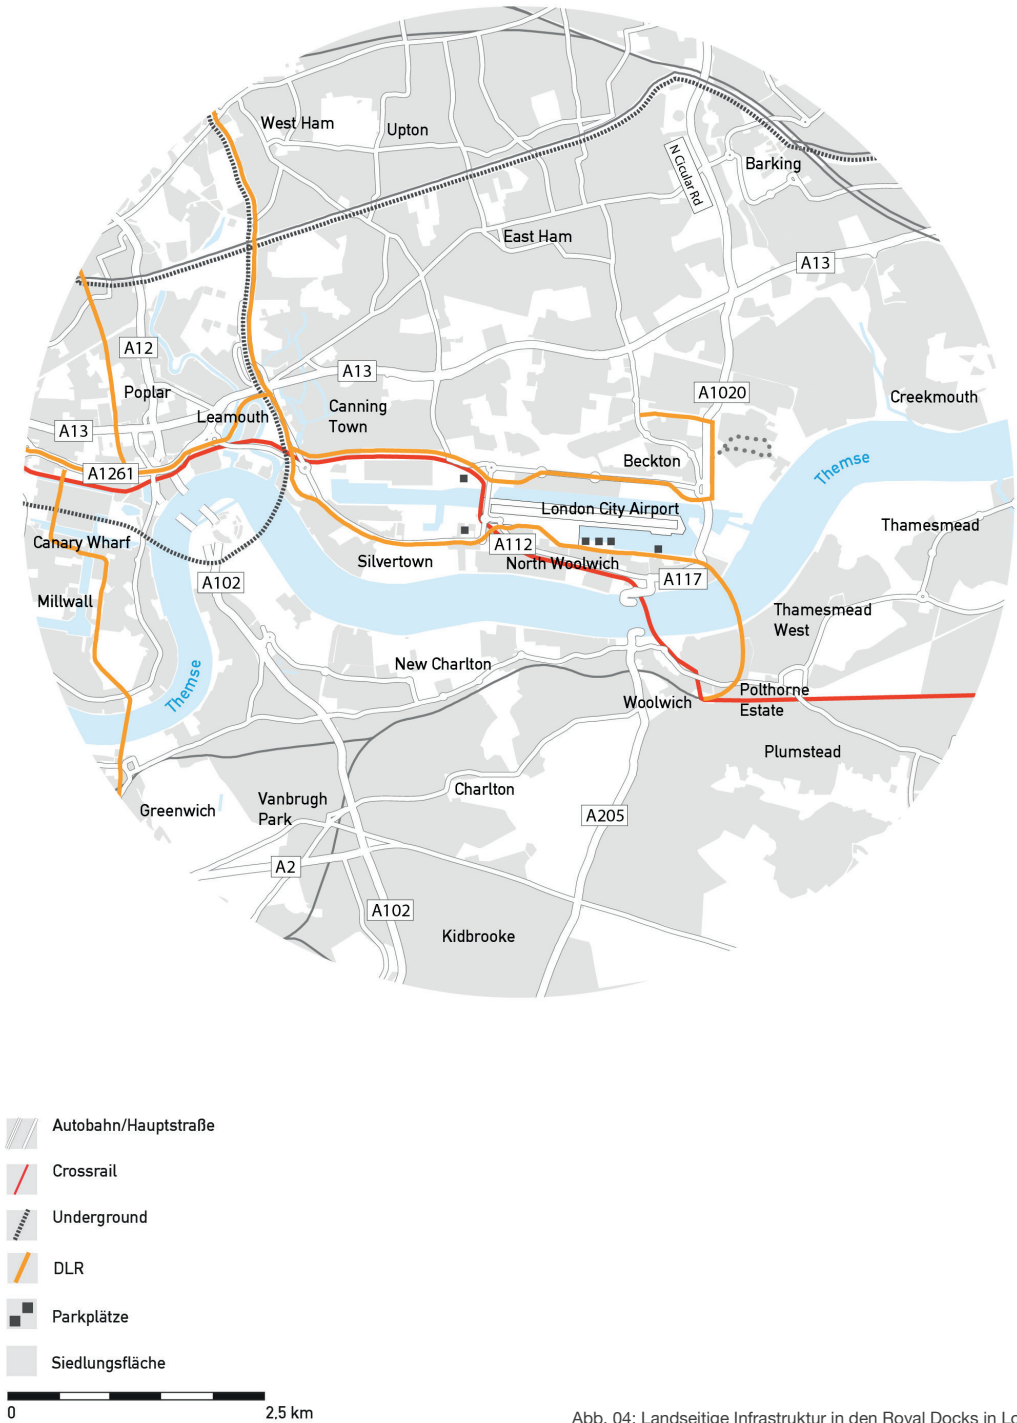 West Ham
Upton
N Cicular Rd
Barking
East Ham
A13
A12
A13
Poplar
A1020
Creekmouth
Leamouth
Canning
Town
A13
A1261
Beckton
Themse
London City Airport
Thamesmead
Canary Wharf
A112
Silvertown
North Woolwich
A102
A117
Millwall
Thamesmead
West
New Charlton
Themse
Woolwich
Polthorne
Estate
Plumstead
Charlton
Greenwich
Vanbrugh
Park
A205
A2
A102
Kidbrooke
Autobahn/Hauptstraße
Crossrail
Underground
DLR
Parkplätze
Siedlungsfläche
0 2,5 km
Abb. 04: Landseitige Infrastruktur in den Royal Docks in Lo